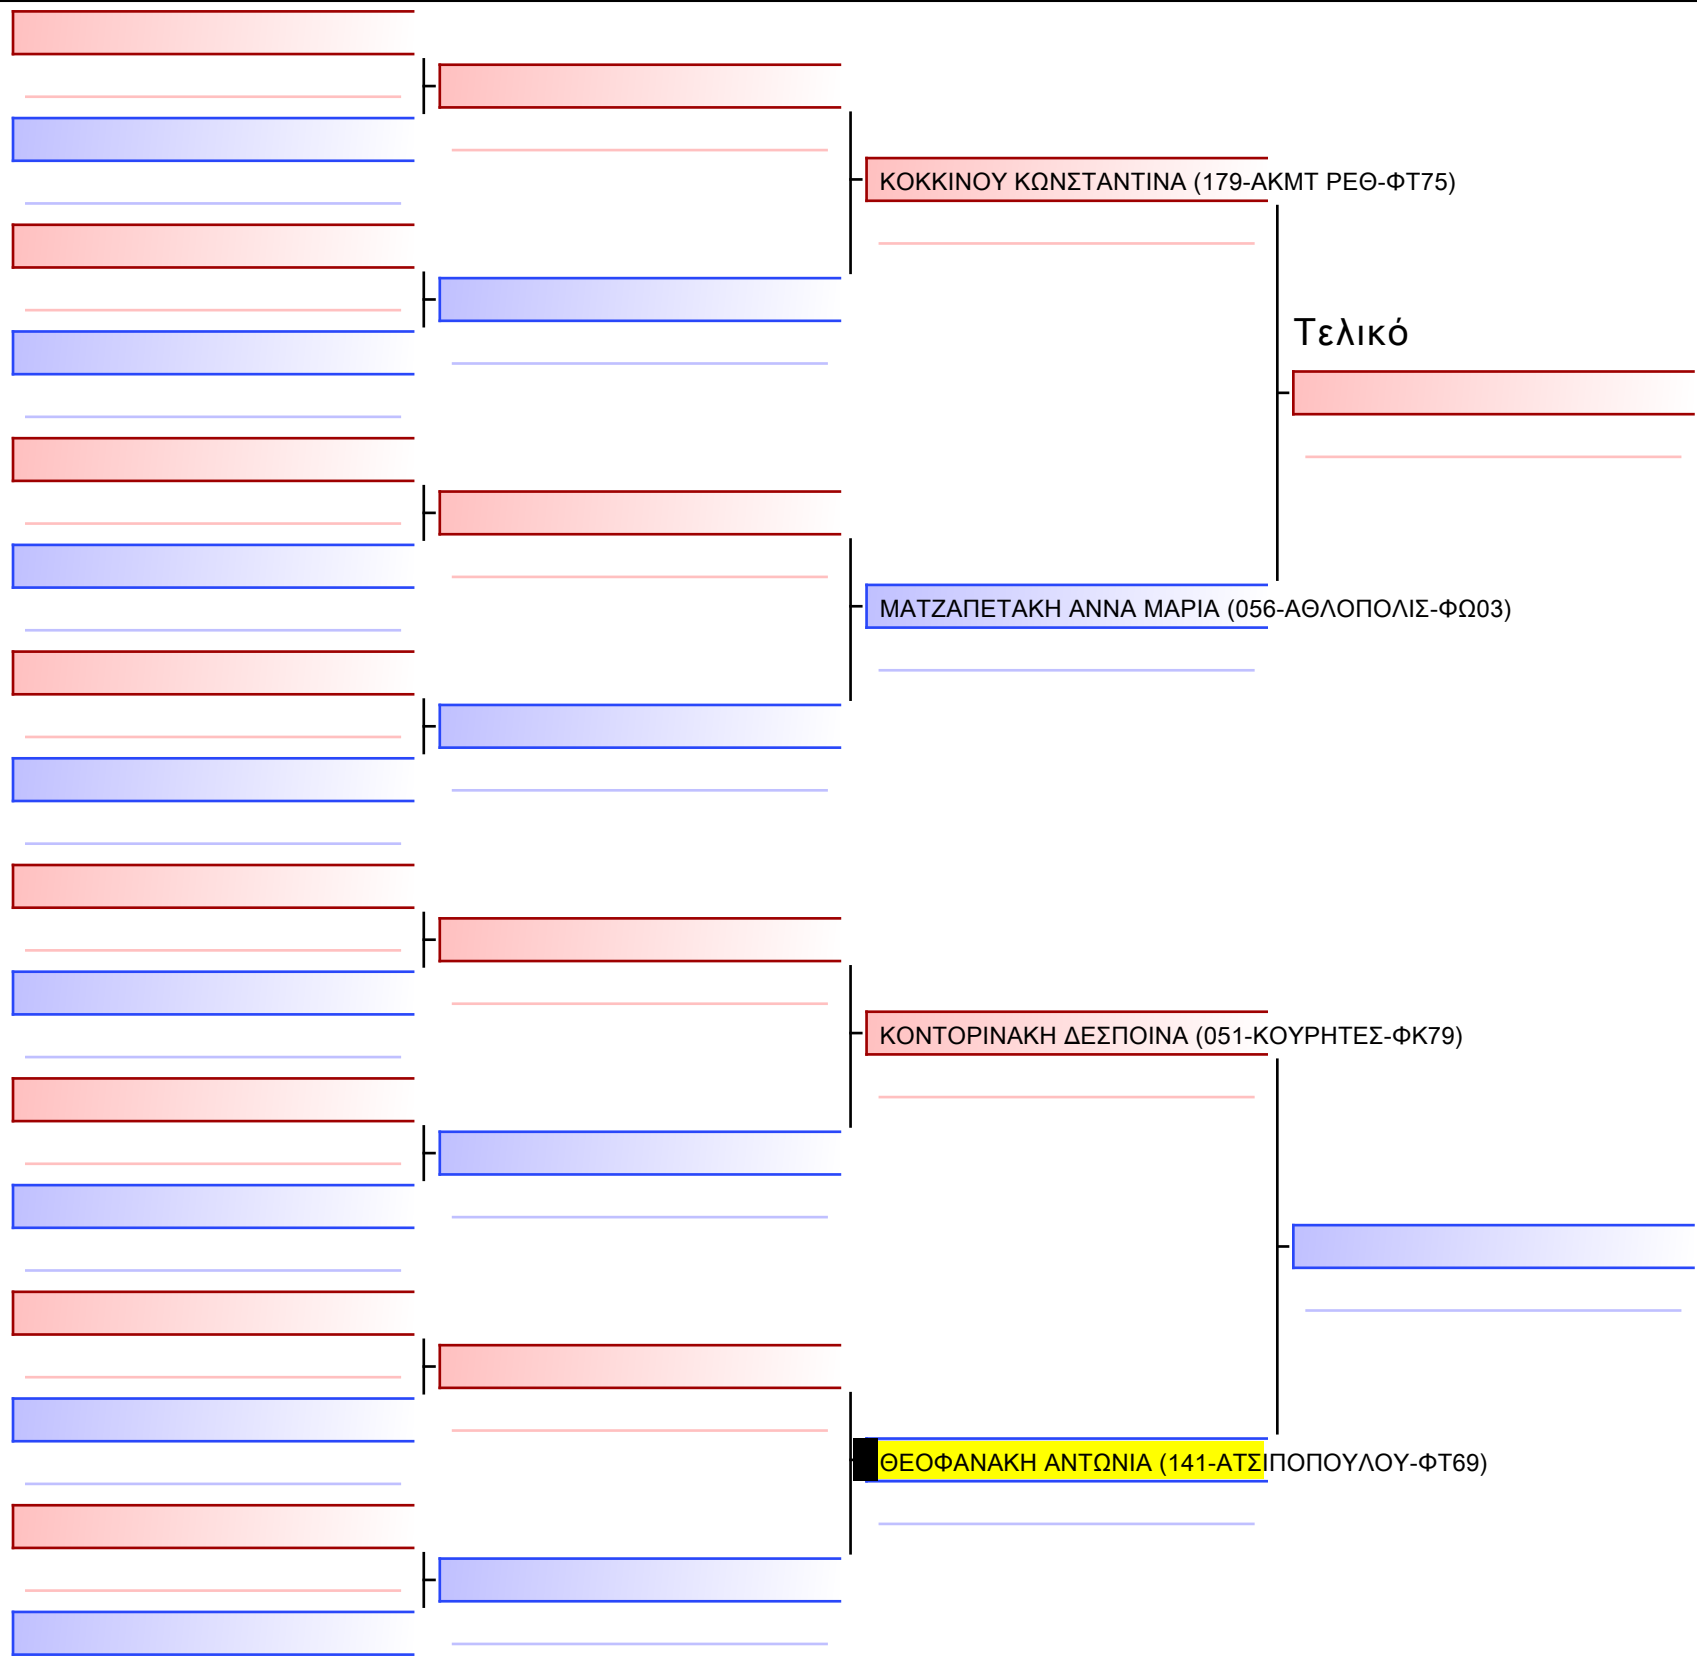 ΚΟΚΚΙΝΟΥ ΚΩΝΣΤΑΝΤΙΝΑ (179-ΑΚΜΤ ΡΕΘ-ΦΤ75)
Τελικό
ΜΑΤΖΑΠΕΤΑΚΗ ΑΝΝΑ ΜΑΡΙΑ (056-ΑΘΛΟΠΟΛΙΣ-ΦΩ03)
ΚΟΝΤΟΡΙΝΑΚΗ ΔΕΣΠΟΙΝΑ (051-ΚΟΥΡΗΤΕΣ-ΦΚ79)
ΘΕΟΦΑΝΑΚΗ ΑΝΤΩΝΙΑ (141-ΑΤΣΙΠΟΠΟΥΛΟΥ-ΦΤ69)